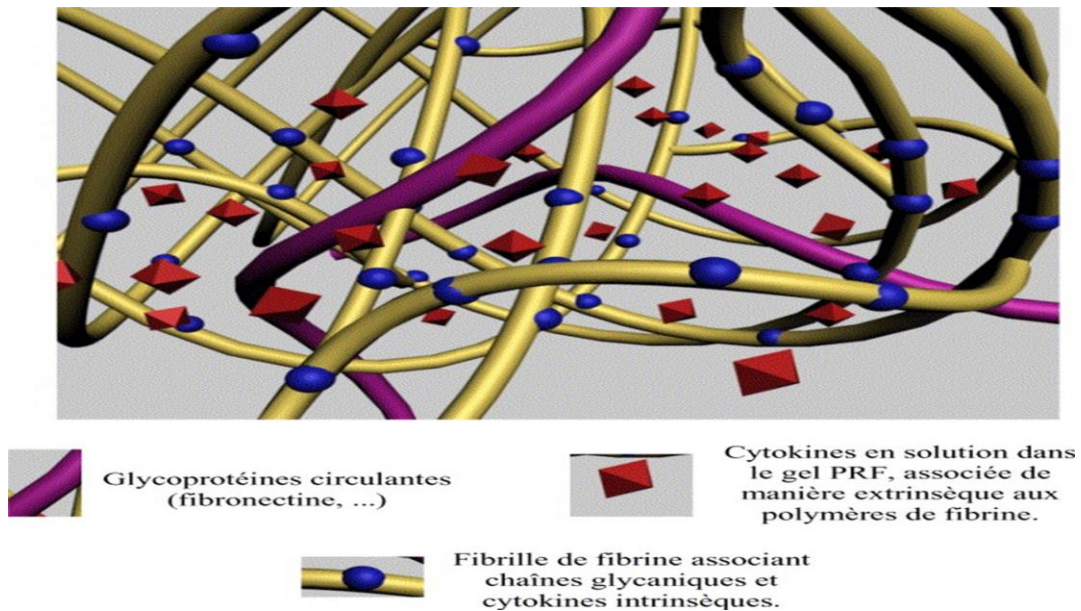 Glycoprotéines circulantes
(fibronectine, ...)
Cytokines en solution dans
le gel PRF, associée de
manière extrinsèque aux
polymères de fibrine.
Fibrille de fibrine associant
chaînes glycaniques et
cytokines intrinsèques.